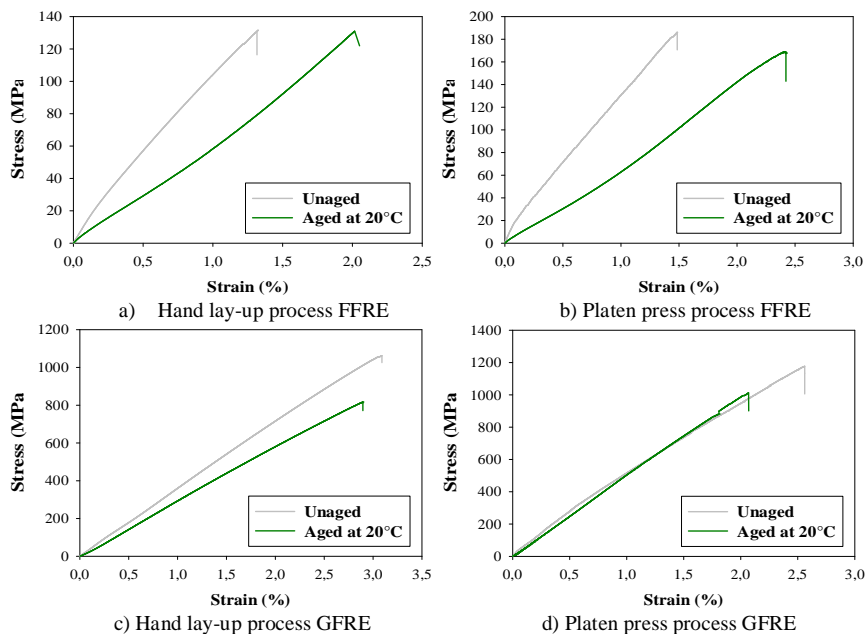 140
120
100
80
60
40
20
0
Stress (MPa
Unaged
Aged at 20°C
0,0 0,5 1,0 1,5 2,0 2,5
Strain (%)
a) Hand lay-up process FFRE
200
180
160
140
120
100
80
60
40
20
0
Stress (MPa
Unaged
Aged at 20°C
0,0 0,5 1,0 1,5 2,0 2,5 3,0
Strain (%)
b) Platen press process FFRE
1200
1000
800
600
400
200
0
Stress (MPa
Unaged
Aged at 20°C
0,0 0,5 1,0 1,5 2,0 2,5 3,0 3,5
Strain (%)
c) Hand lay-up process GFRE
1400
1200
1000
800
600
400
200
0
Stress (MPa
Unaged
Aged at 20°C
0,0 0,5 1,0 1,5 2,0 2,5 3,0
Strain (%)
d) Platen press process GFRE